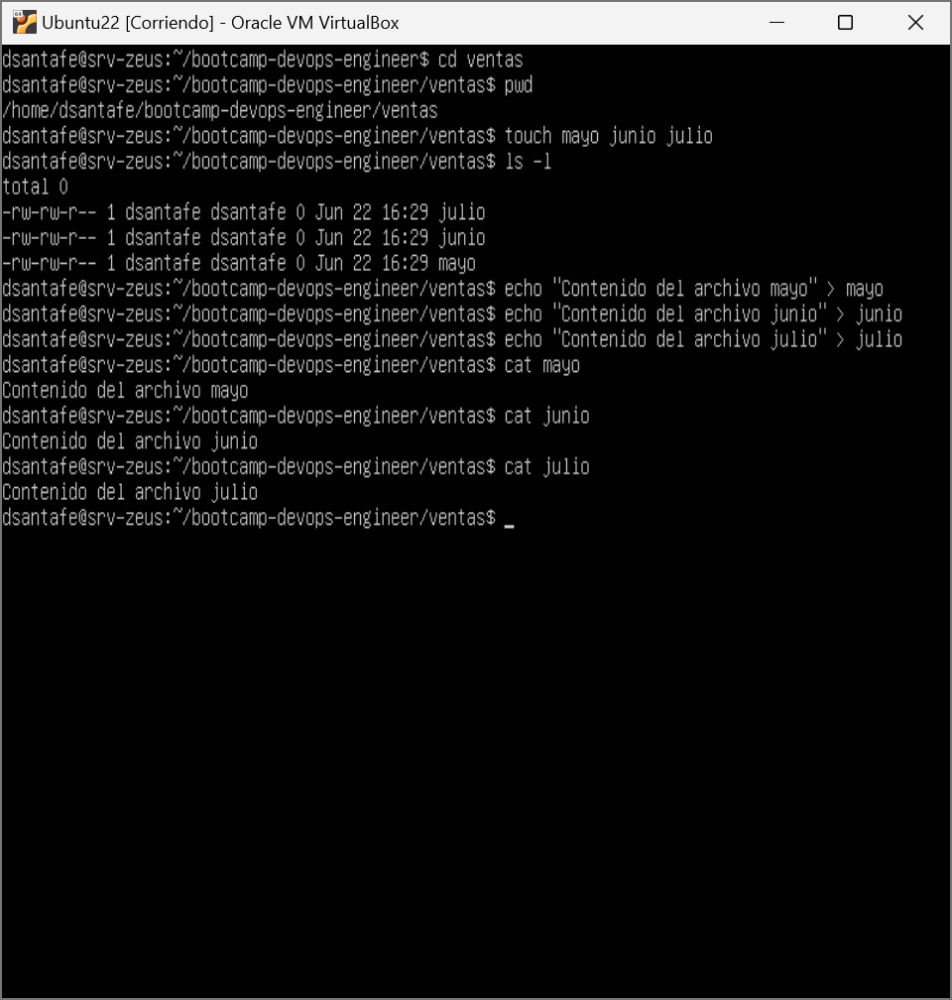 Ubuntu22 [Corriendo] - Oracle VM VirtualBox
dsantafe@srv-zeus:~/bootcamp-devops-engineer$ cd ventas
dsantafe@srv-zeus:~/bootcamp-devops-engineer/ventas$ pwd
/home/dsantafe/bootcamp-devops-engineer/ventas
dsantafe@srv-zeus:~/bootcamp-devops-engineer/ventas$ touch mayo junio julio
dsantafe@srv-zeus:~/bootcamp-devops-engineer/ventas$ ls -l
total 0
-rw-rw-r-- 1 dsantafe dsantafe 0 Jun 22 16:29 julio
-rw-rw-r-- 1 dsantafe dsantafe 0 Jun 22 16:29 junio
-rw-rw-r-- 1 dsantafe dsantafe 0 Jun 22 16:29 mayo
dsantafe@srv-zeus:~/bootcamp-devops-engineer/ventas$ echo "Contenido del archivo mayo" > mayo
dsantafe@srv-zeus:~/bootcamp-devops-engineer/ventas$ echo "Contenido del archivo junio" > junio
dsantafe@srv-zeus:~/bootcamp-devops-engineer/ventas$ echo "Contenido del archivo julio" > julio
dsantafe@srv-zeus:~/bootcamp-devops-engineer/ventas$ cat mayo
Contenido del archivo mayo
dsantafe@srv-zeus:~/bootcamp-devops-engineer/ventas$ cat junio
Contenido del archivo junio
dsantafe@srv-zeus:~/bootcamp-devops-engineer/ventas$ cat julio
Contenido del archivo julio
dsantafe@srv-zeus:~/bootcamp-devops-engineer/ventas$ _